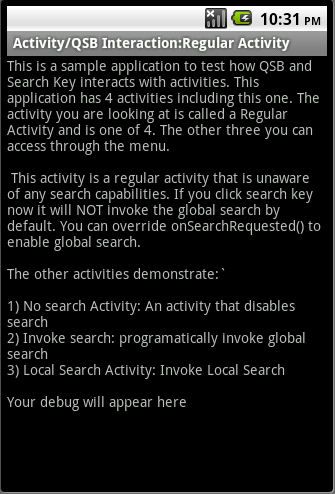 10:31 PM
Activity/QSB Interaction:Regular Activity
This is a sample application to test how QSB and
Search Key interacts with activities. This
application has 4 activities including this one. The
activity you are looking at is called a Regular
Activity and is one of 4. The other three you can
access through the menu.
This activity is a regular activity that is unaware
of any search capabilities. If you click search key
now it will NOT invoke the global search by
default. You can override onSearchRequested() to
enable global search.
The other activities demonstrate:`
1) No search Activity: An activity that disables
search
2) Invoke search: programatically invoke global
search
3) Local Search Activity: Invoke Local Search
Your debug will appear here